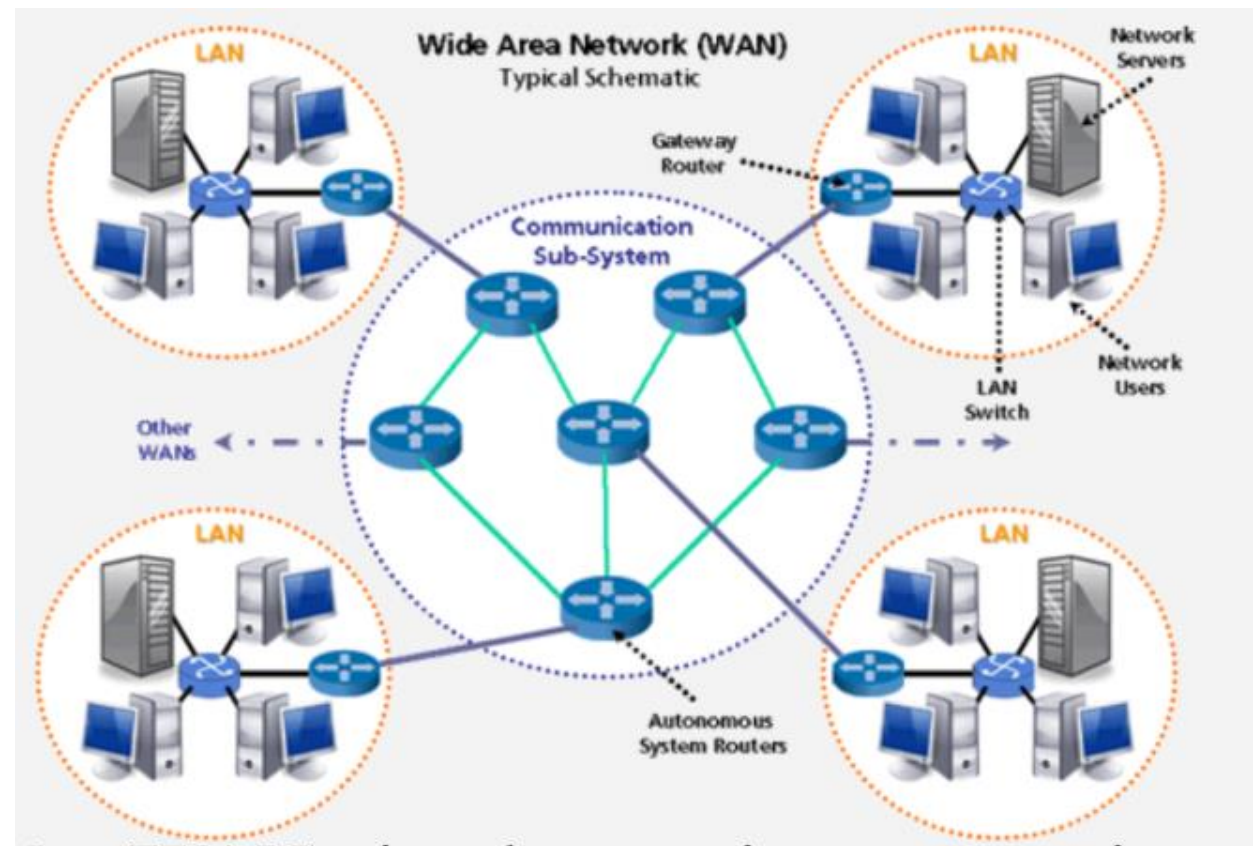 Wide Area Network (WAN)
Typical Schematic
LAN
LAN
Network
Servers
Gateway
Router
Communication
Sub-System
Network
Users
LAN
Switch
Other
WANs
LAN
LAN
Autonomous
System Routers